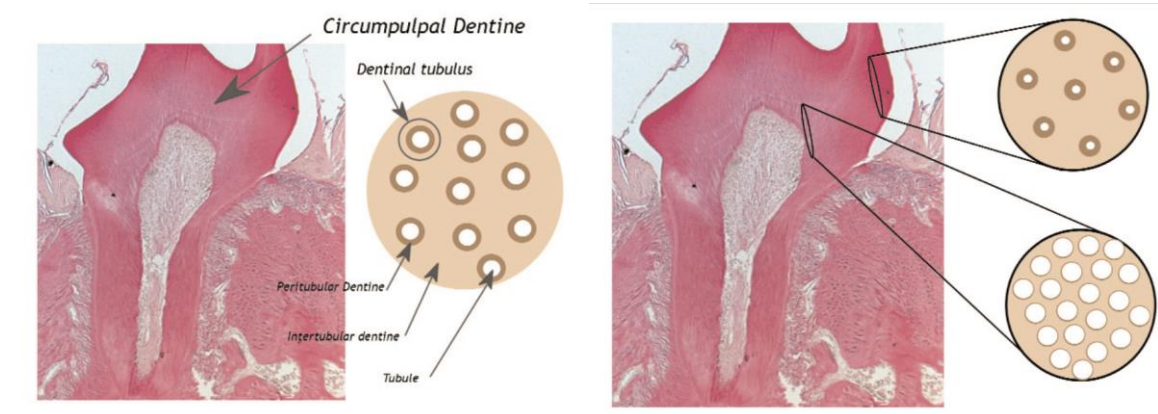 Circumpulpal Dentine
Dentinal tubulus
Peritubular Dentine
Intertubular dentine
Tubule